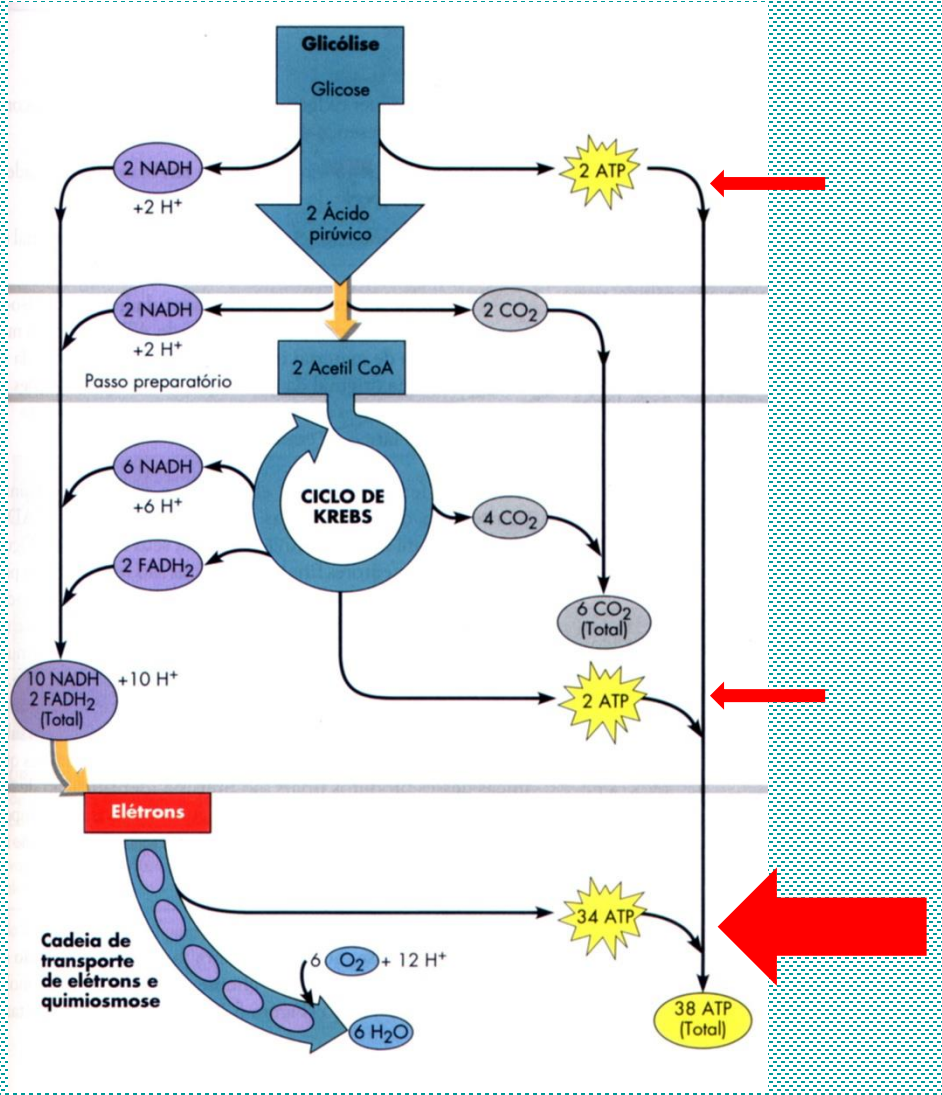 Glicólise
Glicose
2 NADH
+2 H+
2 ATP
2 Ácido
pirúvico
2 NADH
+2 H+
2 CO2
Passo preparatório
2 Acetil CoA
6 NADH
+6 H+
CICLO DE
KREBS
4 CO2
2 FADH2
6 CO2
(Total)
10 NADH
2 FADH2
(Total)
+10 H+
2 ATP
Elétrons
34 ATP
Cadeia de
transporte
de elétrons e
quimiosmose
6 O2 + 12 H+
6 H2O
38 ATP
(Total)